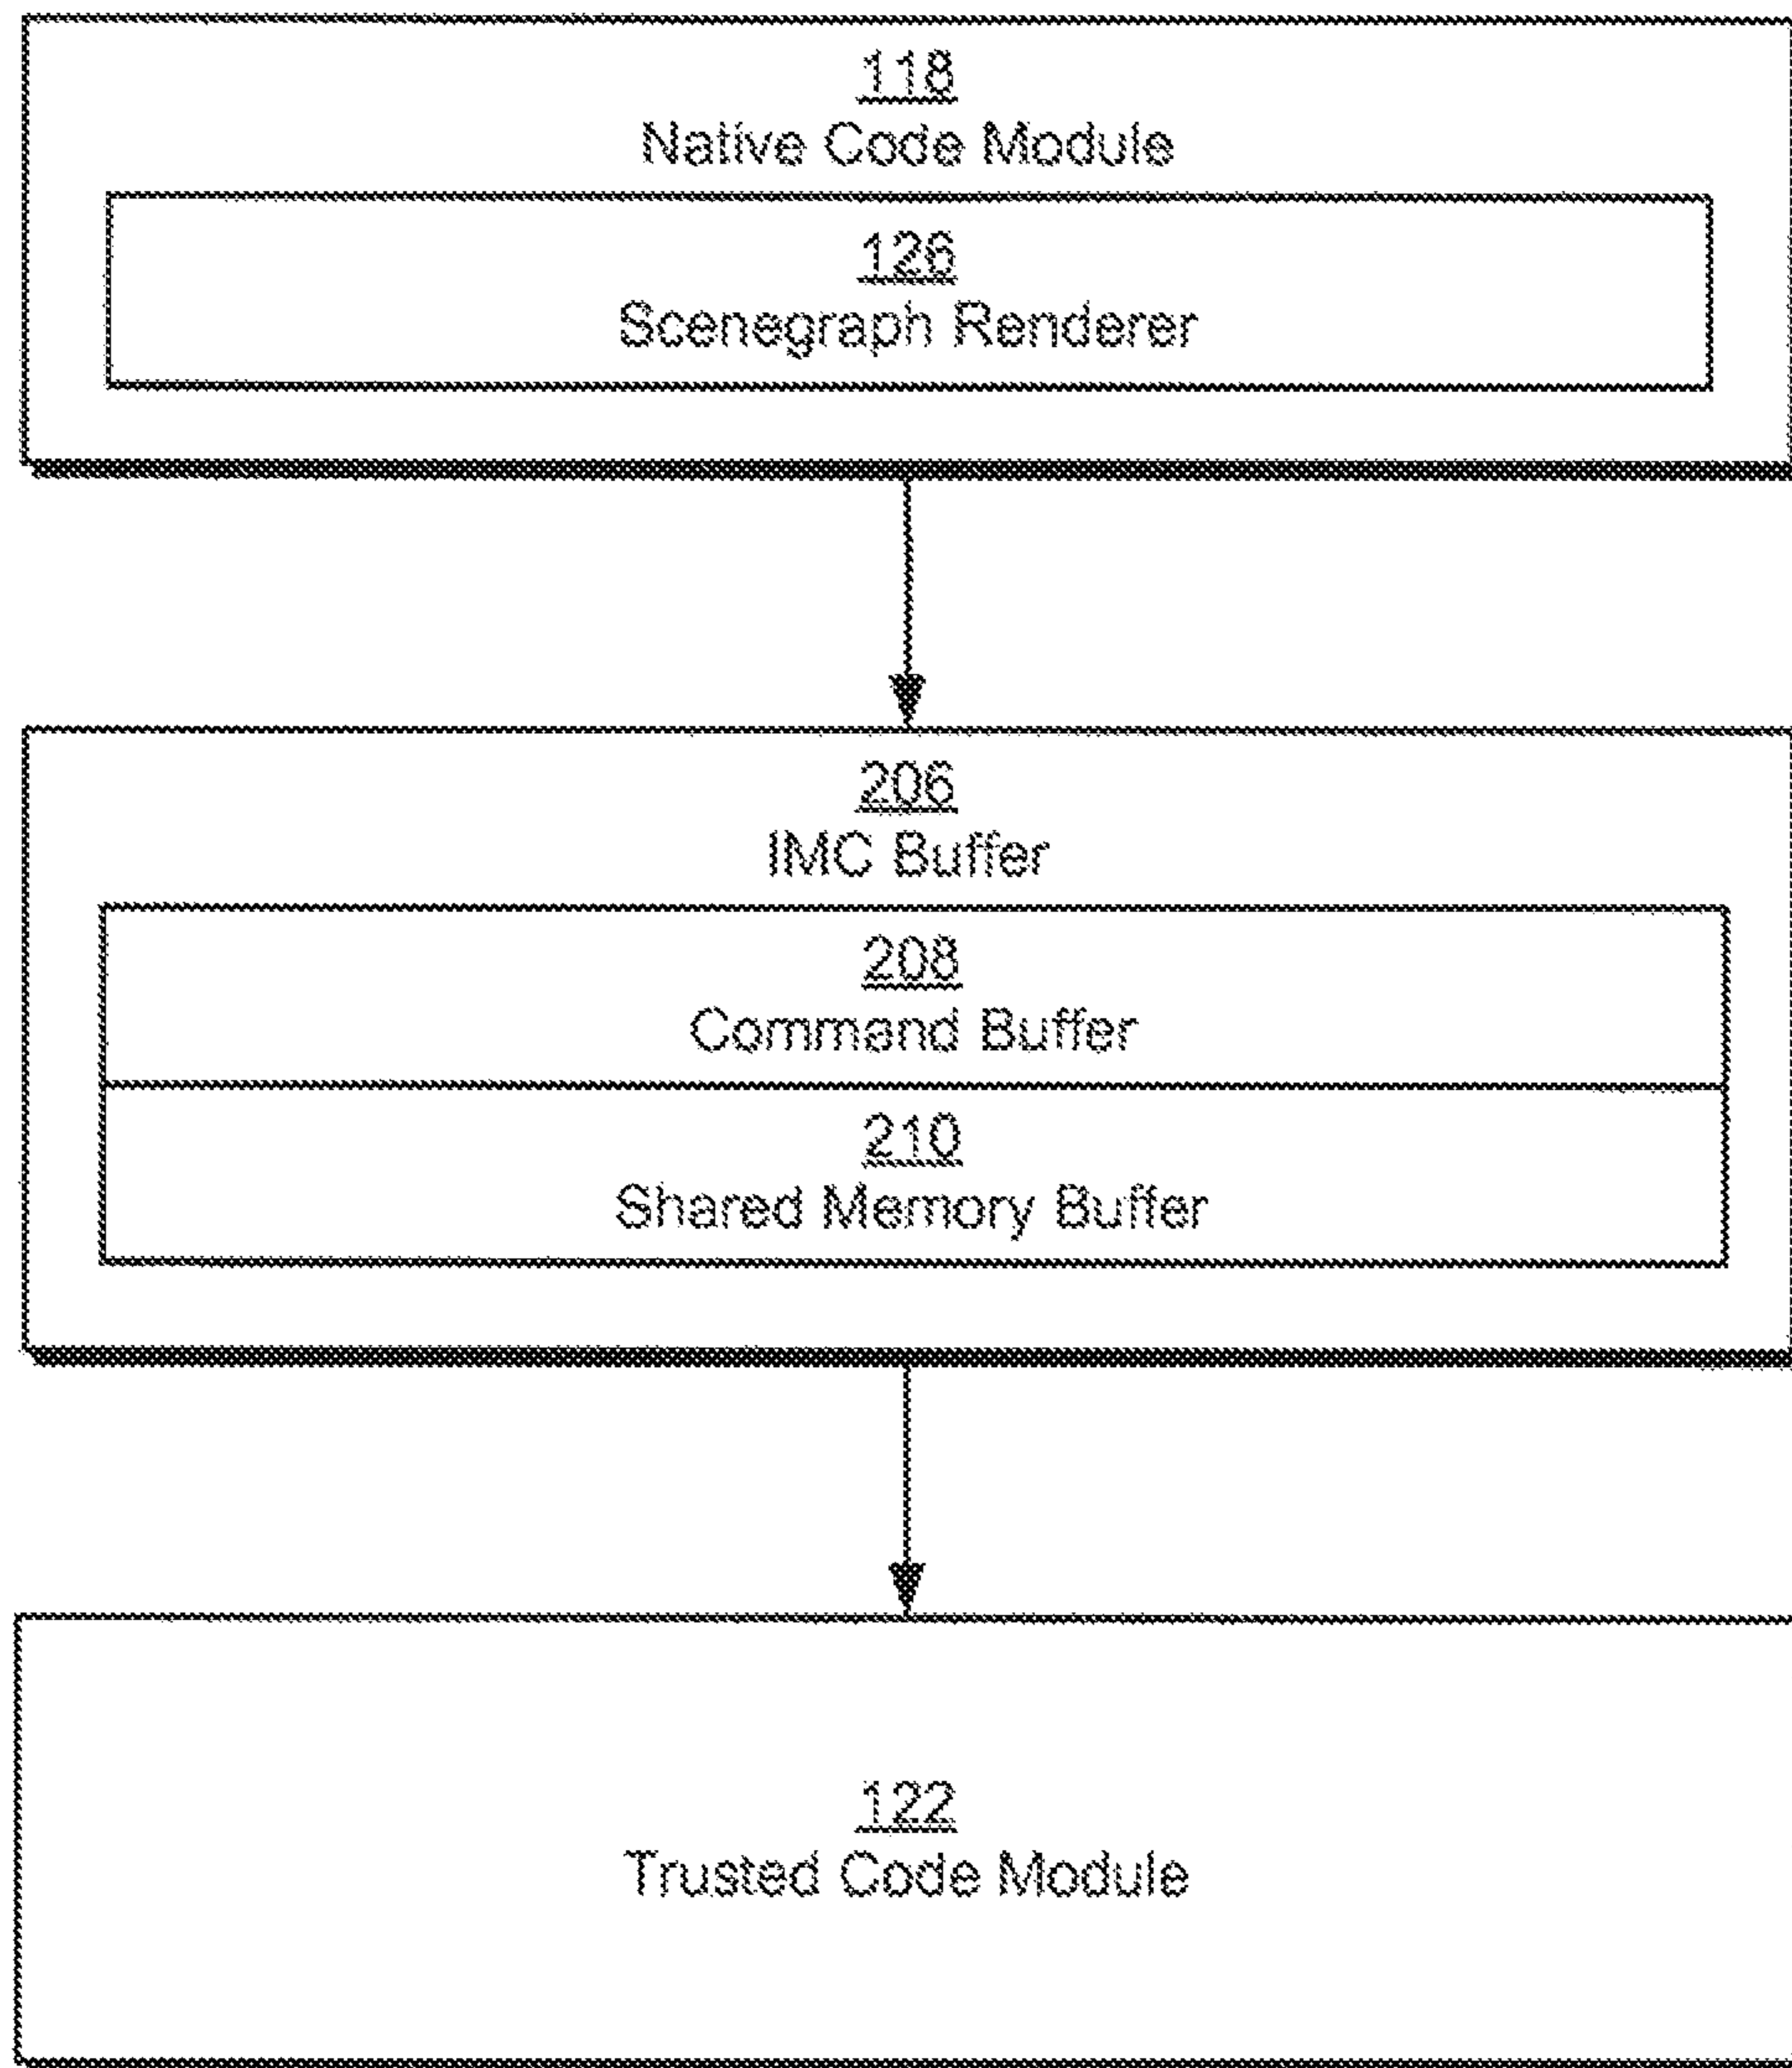 118
Native Code Module
126
Scenegraph Renderer
206
IMC Buffer
208
Command Buffer
210
Shared Memory Buffer
122
Trusted Code Module